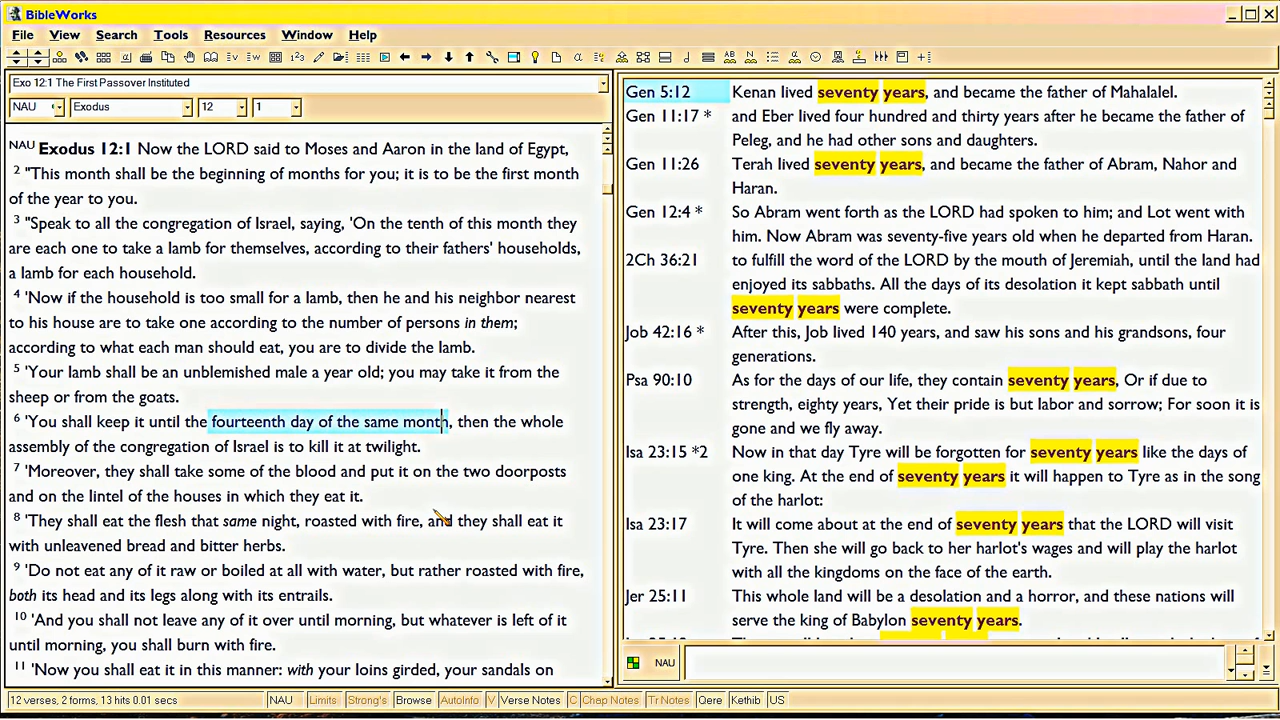 BibleWorks
File View Search Tools Resources Window Help
Exo 12:1 The First Passover Instituted
NAU Exodus 12 1
NAU Exodus 12:1 Now the LORD said to Moses and Aaron in the land of Egypt,
2 "This month shall be the beginning of months for you; it is to be the first month
of the year to you.
3 "Speak to all the congregation of Israel, saying, 'On the tenth of this month they
are each one to take a lamb for themselves, according to their fathers' households,
a lamb for each household.
4 'Now if the household is too small for a lamb, then he and his neighbor nearest
to his house are to take one according to the number of persons in them;
according to what each man should eat, you are to divide the lamb.
5 'Your lamb shall be an unblemished male a year old; you may take it from the
sheep or from the goats.
6 'You shall keep it until the fourteenth day of the same month, then the whole
assembly of the congregation of Israel is to kill it at twilight.
7 'Moreover, they shall take some of the blood and put it on the two doorposts
and on the lintel of the houses in which they eat it.
8 'They shall eat the flesh that same night, roasted with fire, and they shall eat it
with unleavened bread and bitter herbs.
9 'Do not eat any of it raw or boiled at all with water, but rather roasted with fire,
both its head and its legs along with its entrails.
10 'And you shall not leave any of it over until morning, but whatever is left of it
until morning, you shall burn with fire.
11 'Now you shall eat it in this manner: with your loins girded, your sandals on
Gen 5:12 Kenan lived seventy years, and became the father of Mahalalel.
Gen 11:17 * and Eber lived four hundred and thirty years after he became the father of
Peleg, and he had other sons and daughters.
Gen 11:26 Terah lived seventy years, and became the father of Abram, Nahor and
Haran.
Gen 12:4 * So Abram went forth as the LORD had spoken to him; and Lot went with
him. Now Abram was seventy-five years old when he departed from Haran.
2Ch 36:21 to fulfill the word of the LORD by the mouth of Jeremiah, until the land had
enjoyed its sabbaths. All the days of its desolation it kept sabbath until
seventy years were complete.
Job 42:16 * After this, Job lived 140 years, and saw his sons and his grandsons, four
generations.
Psa 90:10 As for the days of our life, they contain seventy years, Or if due to
strength, eighty years, Yet their pride is but labor and sorrow; For soon it is
gone and we fly away.
Isa 23:15 *2 Now in that day Tyre will be forgotten for seventy years like the days of
one king. At the end of seventy years it will happen to Tyre as in the song
of the harlot:
Isa 23:17 It will come about at the end of seventy years that the LORD will visit
Tyre. Then she will go back to her harlot's wages and will play the harlot
with all the kingdoms on the face of the earth.
Jer 25:11 This whole land will be a desolation and a horror, and these nations will
serve the king of Babylon seventy years.
NAU
12 verses, 2 forms, 13 hits 0.01 secs NAU Limits Strong's Browse AutoInfo V Verse Notes C Chap Notes Tr Notes Qere Kethib US